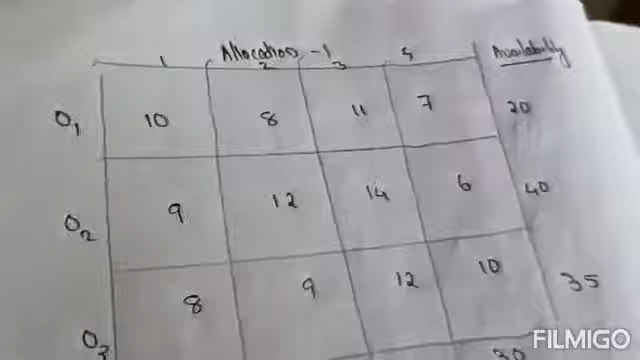 Allocation -1
1 2 3 4 Availability
O1 10 8 11 7 20
O2 9 12 14 6 40
O3 8 9 12 10 35
30
FILMIGO